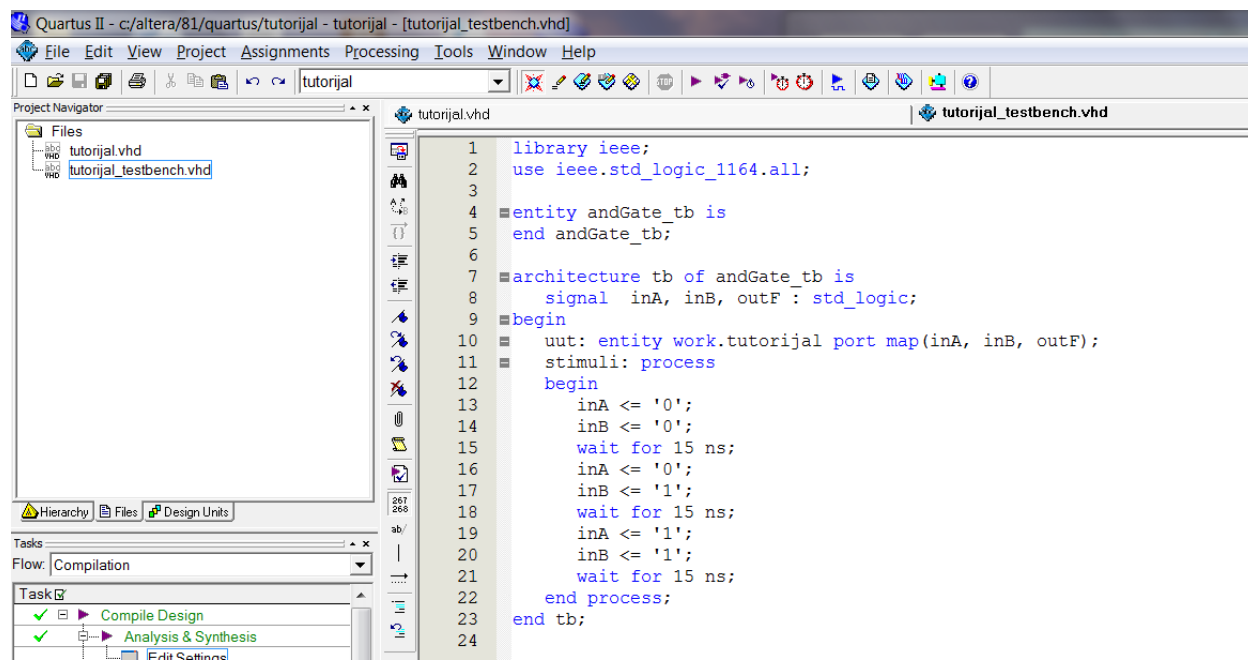 Quartus II - c:/altera/81/quartus/tutorijal - tutorijal - [tutorijal_testbench.vhd]
File Edit View Project Assignments Processing Tools Window Help
tutorijal
STOP
Project Navigator
Files
abc VHD tutorijal.vhd
abc VHD tutorijal_testbench.vhd
Hierarchy Files Design Units
Tasks
Flow: Compilation
Task
Compile Design
Analysis & Synthesis
Edit Settings
tutorijal.vhd tutorijal_testbench.vhd
267
268
ab/
1 library ieee;
2 use ieee.std_logic_1164.all;
3
4 entity andGate_tb is
5 end andGate_tb;
6
7 architecture tb of andGate_tb is
8 signal inA, inB, outF : std_logic;
9 begin
10 uut: entity work.tutorijal port map(inA, inB, outF);
11 stimuli: process
12 begin
13 inA <= '0';
14 inB <= '0';
15 wait for 15 ns;
16 inA <= '0';
17 inB <= '1';
18 wait for 15 ns;
19 inA <= '1';
20 inB <= '1';
21 wait for 15 ns;
22 end process;
23 end tb;
24